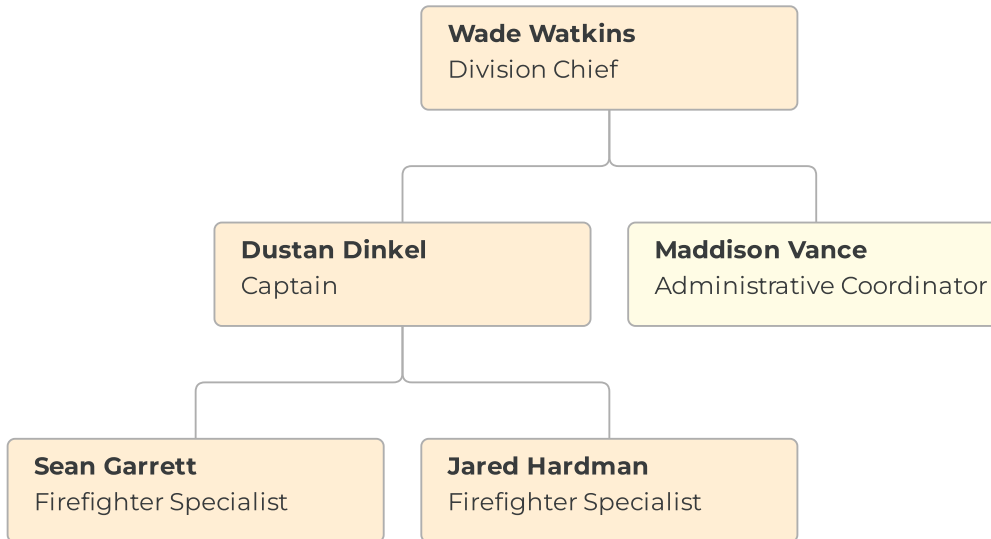 Wade Watkins
Division Chief
Dustan Dinkel
Captain
Maddison Vance
Administrative Coordinator
Sean Garrett
Firefighter Specialist
Jared Hardman
Firefighter Specialist